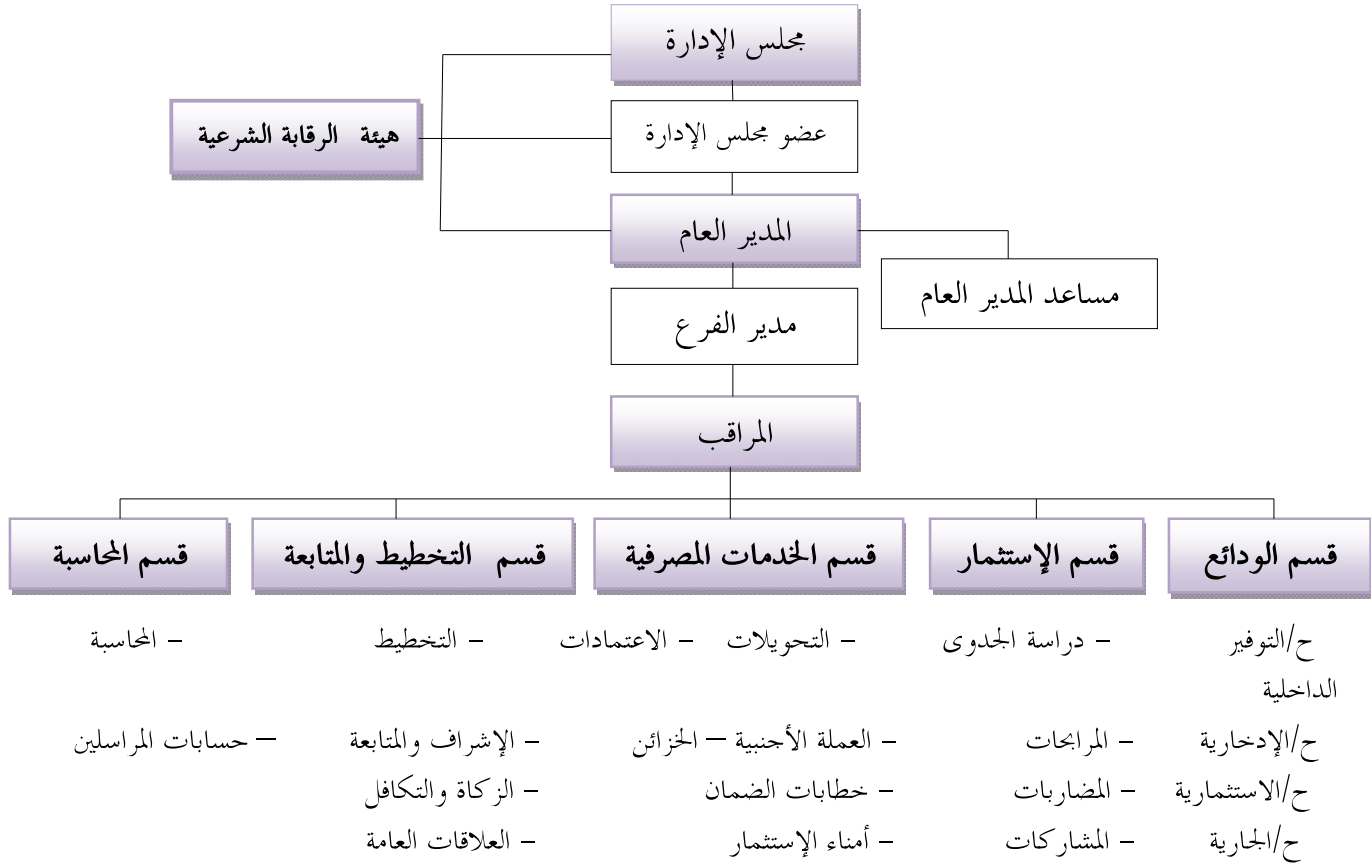 مجلس الإدارة
عضو مجلس الإدارة
هيئة الرقابة الشرعية
المدير العام
مساعد المدير العام
مدير الفرع
المراقب
قسم الودائع
قسم الإستثمار
قسم الخدمات المصرفية
قسم التخطيط والمتابعة
قسم المحاسبة
ح/التوفير – دراسة الجدوى – التحويلات – الاعتمادات – التخطيط – المحاسبة
الداخلية
ح/الإدخارية – المرابحات – العملة الأجنبية – الخزائن – الإشراف والمتابعة – حسابات المراسلين
ح/الاستثمارية – المضاربات – خطابات الضمان – الزكاة والتكافل
ح/الجارية – المشاركات – أمناء الإستثمار – العلاقات العامة